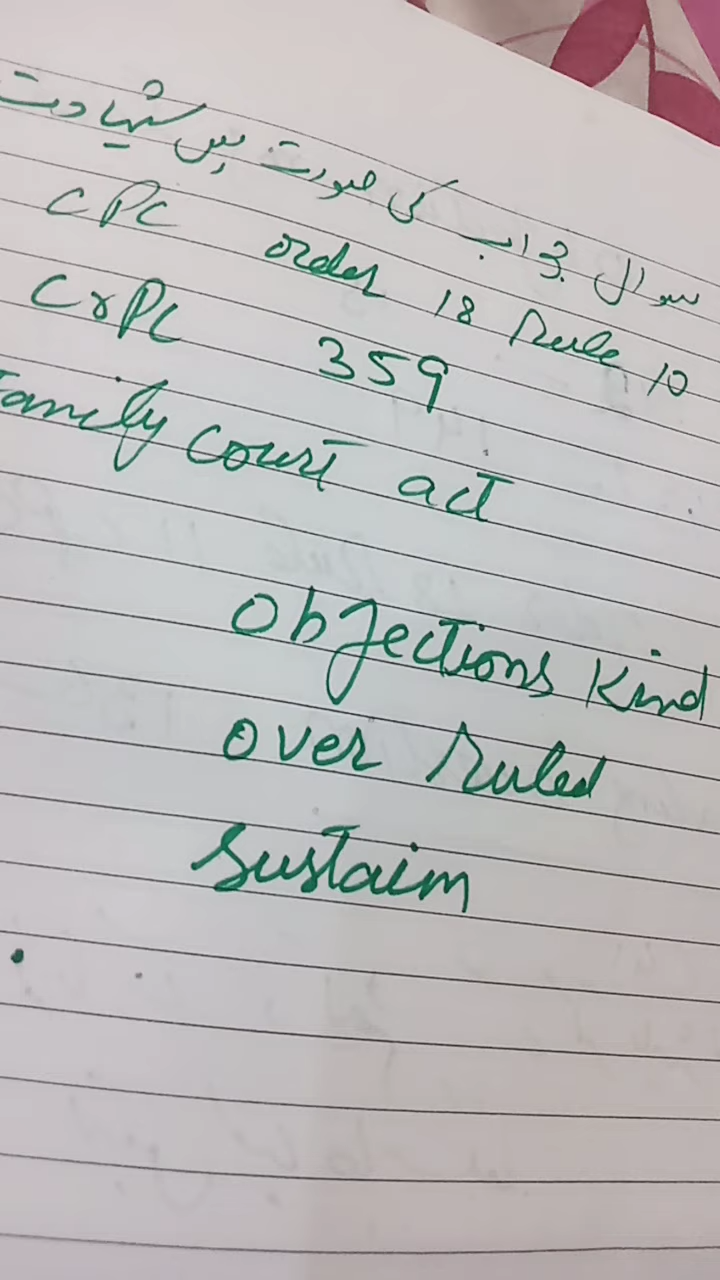 سوال جواب کی صورت میں شہادت
CPC order 18 Rule 10
CrPC 359
Family court act
Objections Kind
over Ruled
Sustain